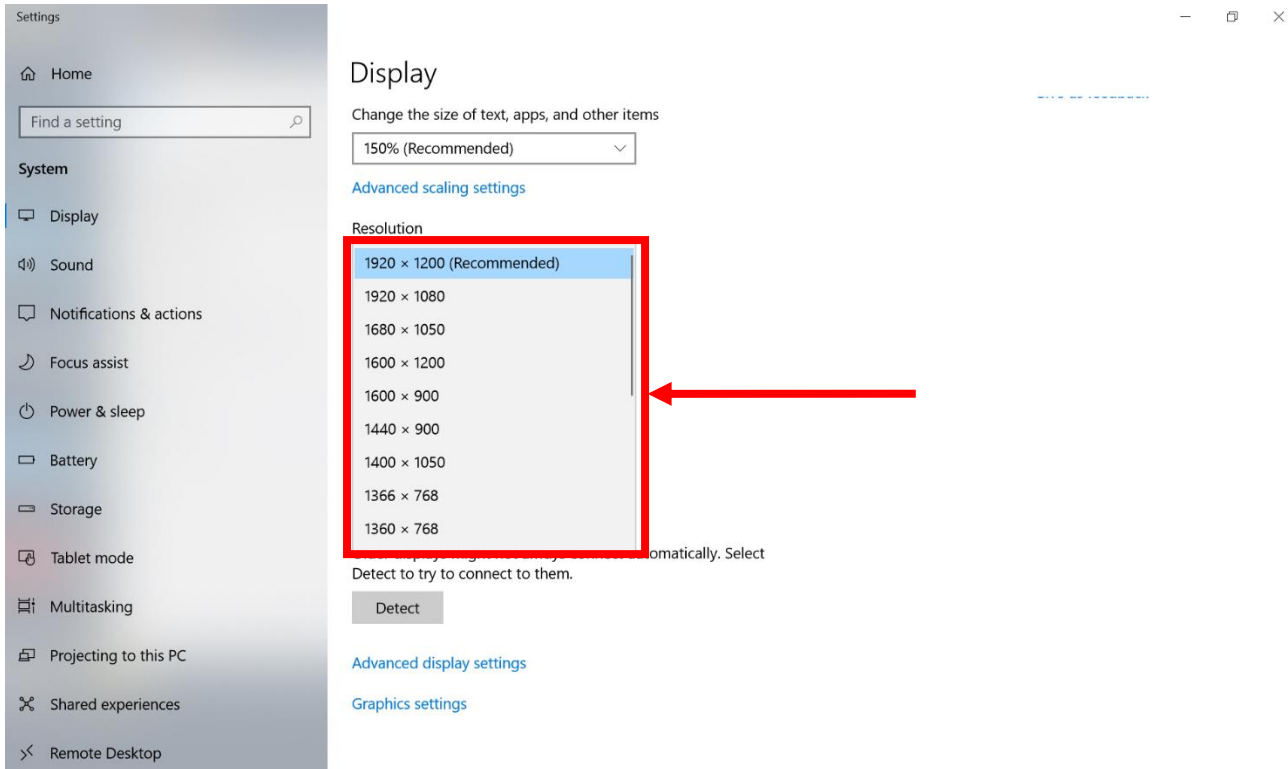 Settings
Home
Find a setting
System
Display
Sound
Notifications & actions
Focus assist
Power & sleep
Battery
Storage
Tablet mode
Multitasking
Projecting to this PC
Shared experiences
Remote Desktop
Display
Change the size of text, apps, and other items
150% (Recommended)
Advanced scaling settings
Resolution
1920 × 1200 (Recommended)
1920 × 1080
1680 × 1050
1600 × 1200
1600 × 900
1440 × 900
1400 × 1050
1366 × 768
1360 × 768
automatically. Select
Detect to try to connect to them.
Detect
Advanced display settings
Graphics settings